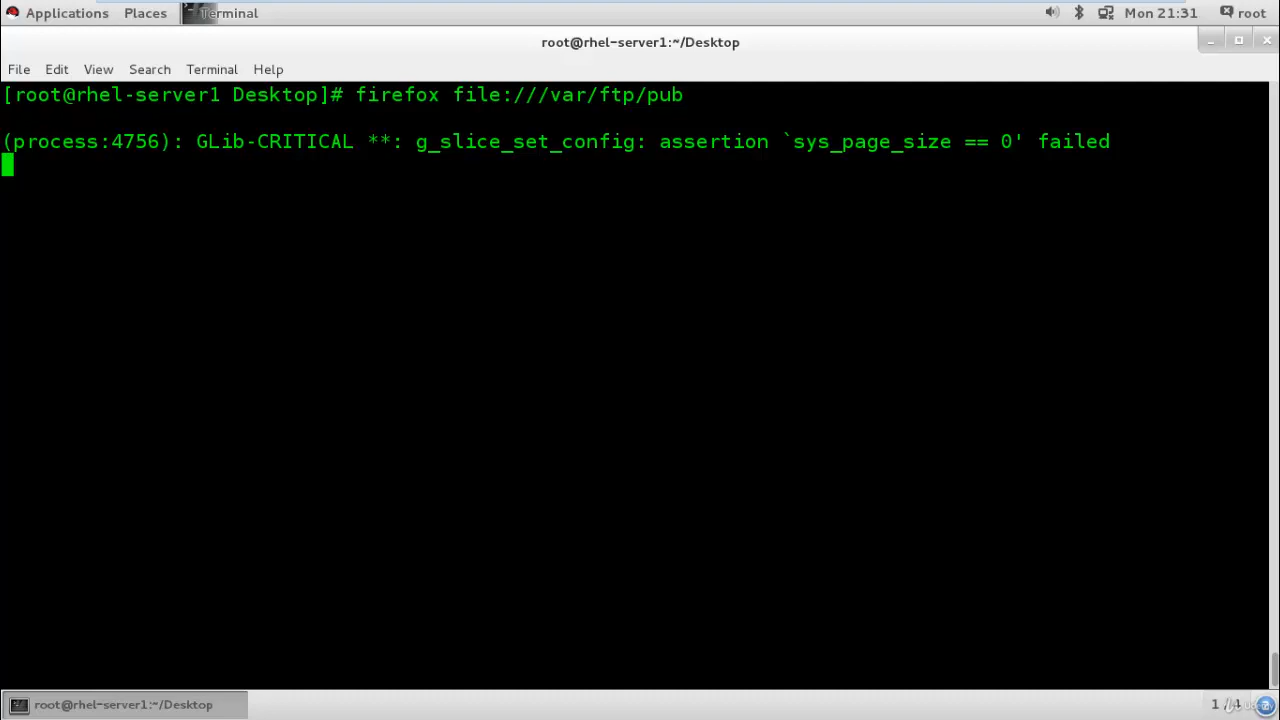 Applications Places Terminal Mon 21:31 root
root@rhel-server1:~/Desktop
File Edit View Search Terminal Help
[root@rhel-server1 Desktop]# firefox file:///var/ftp/pub
(process:4756): GLib-CRITICAL **: g_slice_set_config: assertion `sys_page_size == 0' failed
root@rhel-server1:~/Desktop